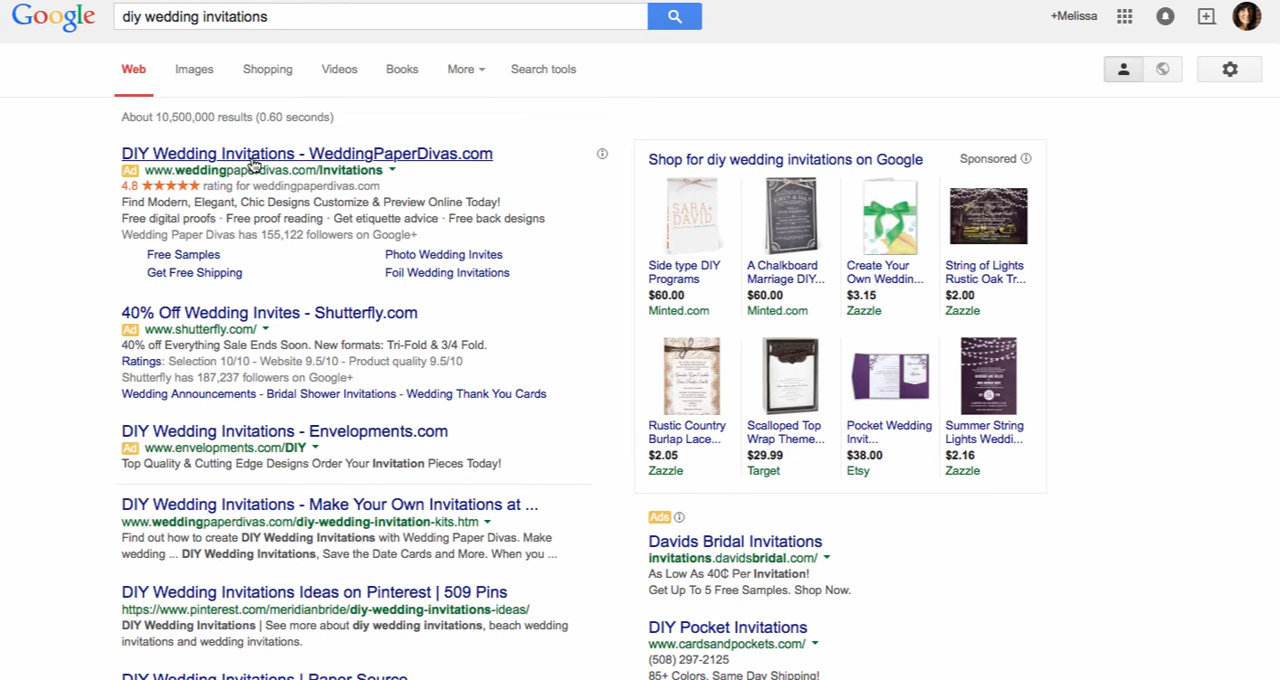 Google
diy wedding invitations
+Melissa
Web Images Shopping Videos Books More Search tools
About 10,500,000 results (0.60 seconds)
DIY Wedding Invitations - WeddingPaperDivas.com
Ad www.weddingpaperdivas.com/Invitations
4.8 ★★★★★ rating for weddingpaperdivas.com
Find Modern, Elegant, Chic Designs Customize & Preview Online Today!
Free digital proofs · Free proof reading · Get etiquette advice · Free back designs
Wedding Paper Divas has 155,122 followers on Google+
Free Samples Photo Wedding Invites
Get Free Shipping Foil Wedding Invitations
40% Off Wedding Invites - Shutterfly.com
Ad www.shutterfly.com/
40% off Everything Sale Ends Soon. New formats: Tri-Fold & 3/4 Fold.
Ratings: Selection 10/10 - Website 9.5/10 - Product quality 9.5/10
Shutterfly has 187,237 followers on Google+
Wedding Announcements - Bridal Shower Invitations - Wedding Thank You Cards
DIY Wedding Invitations - Envelopments.com
Ad www.envelopments.com/DIY
Top Quality & Cutting Edge Designs Order Your Invitation Pieces Today!
DIY Wedding Invitations - Make Your Own Invitations at ...
www.weddingpaperdivas.com/diy-wedding-invitation-kits.htm
Find out how to create DIY Wedding Invitations with Wedding Paper Divas. Make
wedding ... DIY Wedding Invitations, Save the Date Cards and More. When you ...
DIY Wedding Invitations Ideas on Pinterest | 509 Pins
https://www.pinterest.com/meridianbride/diy-wedding-invitations-ideas/
DIY Wedding Invitations | See more about diy wedding invitations, beach wedding
invitations and wedding invitations.
DIY Wedding Invitations | Paper Source
Shop for diy wedding invitations on Google Sponsored
SARA
DAVID
Side type DIY
Programs
$60.00
Minted.com
A Chalkboard
Marriage DIY...
$60.00
Minted.com
Create Your
Own Weddin...
$3.15
Zazzle
String of Lights
Rustic Oak Tr...
$2.00
Zazzle
Rustic Country
Burlap Lace...
$2.05
Zazzle
Scalloped Top
Wrap Theme...
$29.99
Target
Pocket Wedding
Invit...
$38.00
Etsy
Summer String
Lights Weddi...
$2.16
Zazzle
Ads
Davids Bridal Invitations
invitations.davidsbridal.com/
As Low As 40₵ Per Invitation!
Get Up To 5 Free Samples. Shop Now.
DIY Pocket Invitations
www.cardsandpockets.com/
(508) 297-2125
85+ Colors. Same Day Shipping!